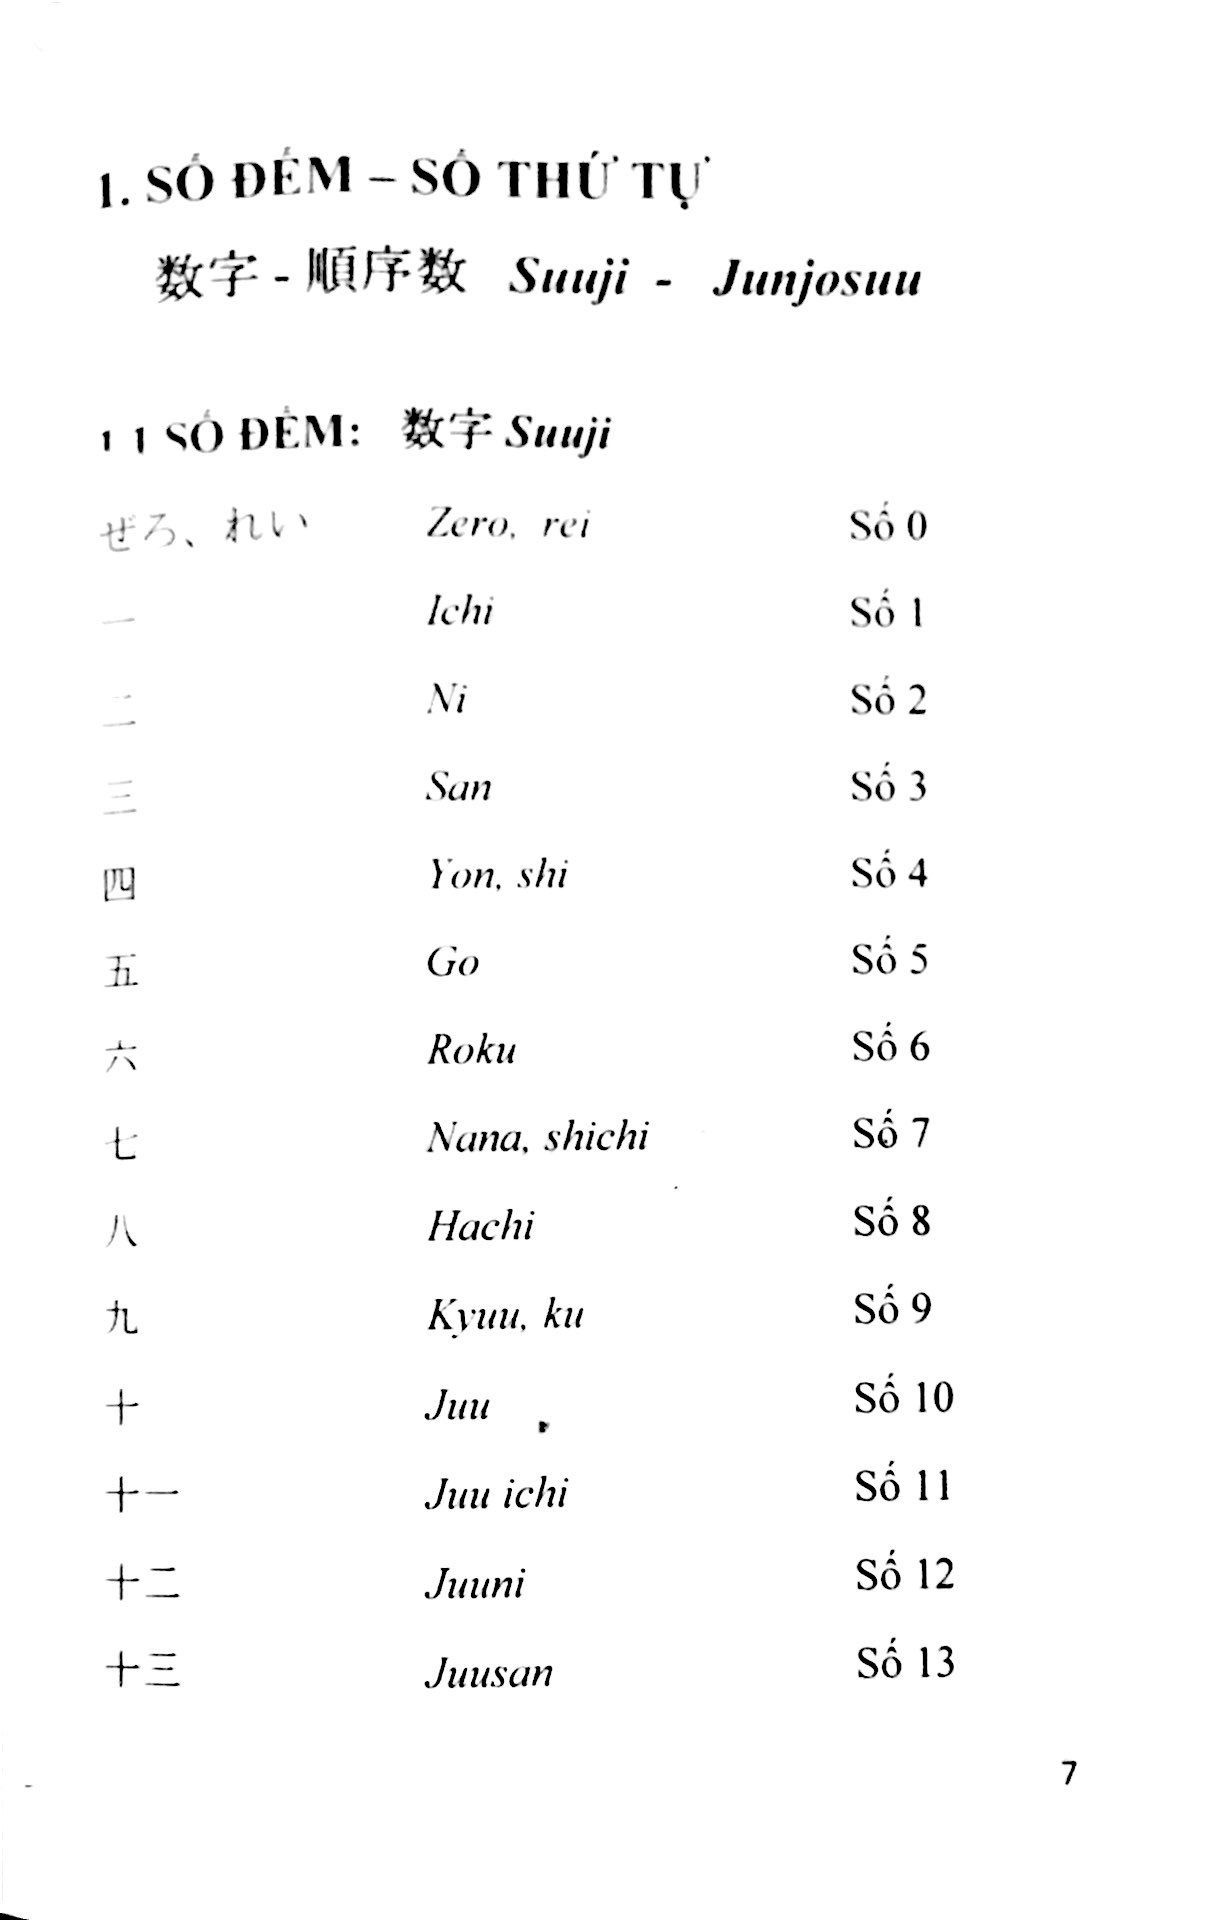 1. SỐ ĐẾM – SỐ THỨ TỰ
数字 - 順序数 Suuji - Junjosuu
1 1 SỐ ĐẾM: 数字 Suuji
ぜろ、れい Zero, rei Số 0
一 Ichi Số 1
二 Ni Số 2
三 San Số 3
四 Yon, shi Số 4
五 Go Số 5
六 Roku Số 6
七 Nana, shichi Số 7
八 Hachi Số 8
九 Kyuu, ku Số 9
十 Juu Số 10
十一 Juu ichi Số 11
十二 Juuni Số 12
十三 Juusan Số 13
7